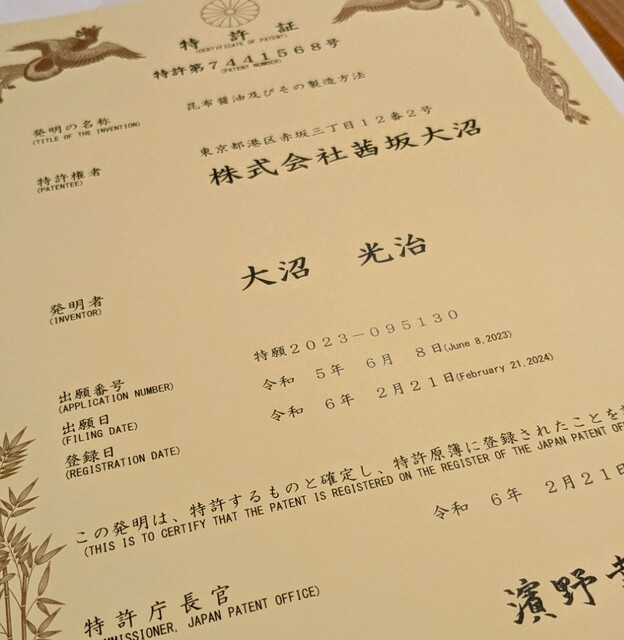 特許証
(CERTIFICATE OF PATENT)
特許第7441568号
(PATENT NUMBER)
発明の名称
(TITLE OF THE INVENTION)
昆布醤油及びその製造方法
特許権者
(PATENTEE)
東京都港区赤坂三丁目12番2号
株式会社茜坂大沼
発明者
(INVENTOR)
大沼 光治
出願番号
(APPLICATION NUMBER)
特願2023-095130
出願日
(FILING DATE)
令和 5年 6月 8日(June 8,2023)
登録日
(REGISTRATION DATE)
令和 6年 2月21日(February 21,2024)
この発明は、特許するものと確定し、特許原簿に登録されたことを
(THIS IS TO CERTIFY THAT THE PATENT IS REGISTERED ON THE REGISTER OF THE JAPAN PATENT
令和 6年 2月21日
特許庁長官
JAPAN PATENT OFFICE)
濱野